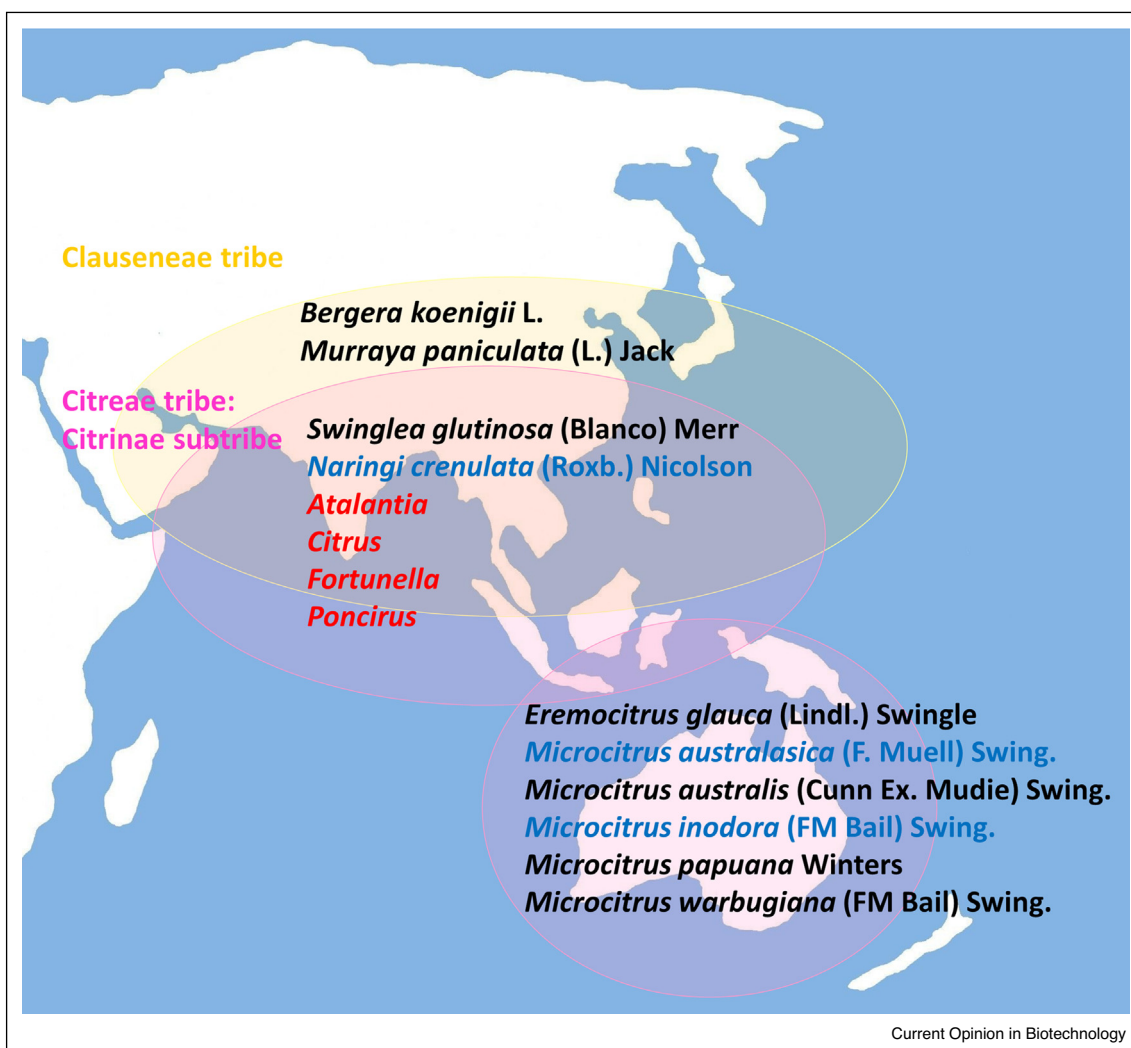 Clauseneae tribe
Bergera koenigii L.
Murraya paniculata (L.) Jack
Citreae tribe:
Citrinae subtribe
Swinglea glutinosa (Blanco) Merr
Naringi crenulata (Roxb.) Nicolson
Atalantia
Citrus
Fortunella
Poncirus
Eremocitrus glauca (Lindl.) Swingle
Microcitrus australasica (F. Muell) Swing.
Microcitrus australis (Cunn Ex. Mudie) Swing.
Microcitrus inodora (FM Bail) Swing.
Microcitrus papuana Winters
Microcitrus warbugiana (FM Bail) Swing.
Current Opinion in Biotechnology